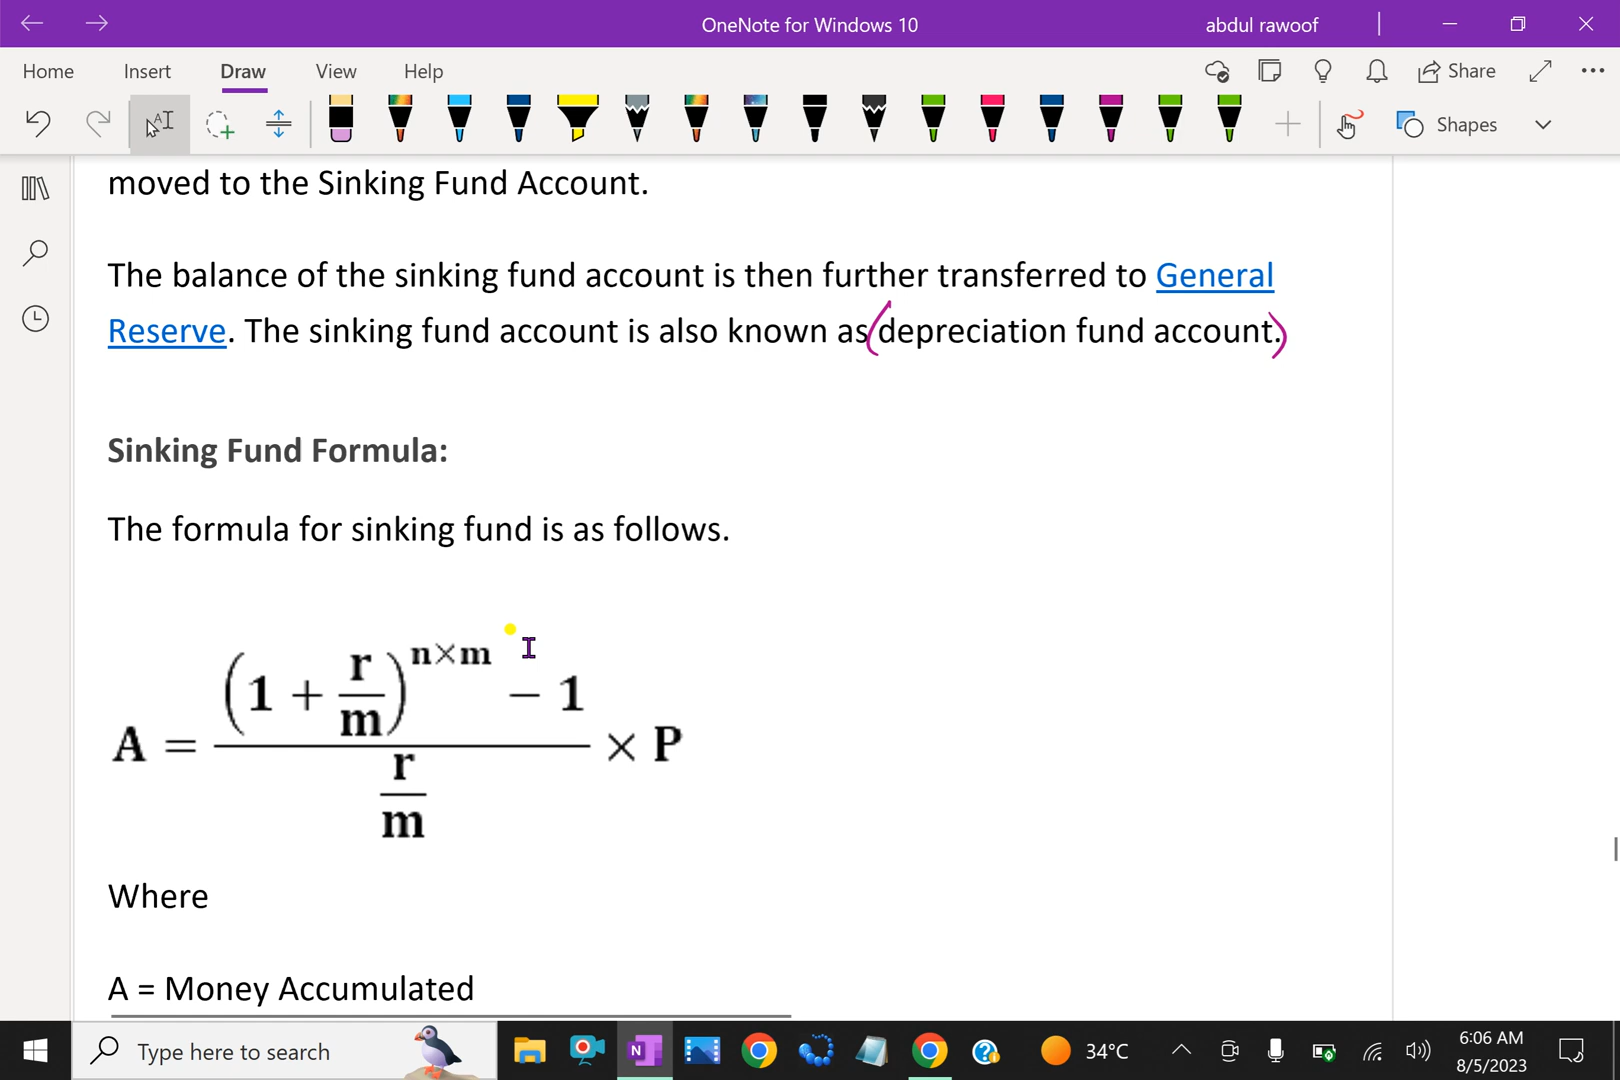 OneNote for Windows 10
abdul rawoof
Home Insert Draw View Help
Share
Shapes
moved to the Sinking Fund Account.
The balance of the sinking fund account is then further transferred to General
Reserve. The sinking fund account is also known as (depreciation fund account.)
Sinking Fund Formula:
The formula for sinking fund is as follows.
A = ((1 + r/m)^(n×m) − 1)/(r/m) × P
Where
A = Money Accumulated
Type here to search
34°C
6:06 AM
8/5/2023